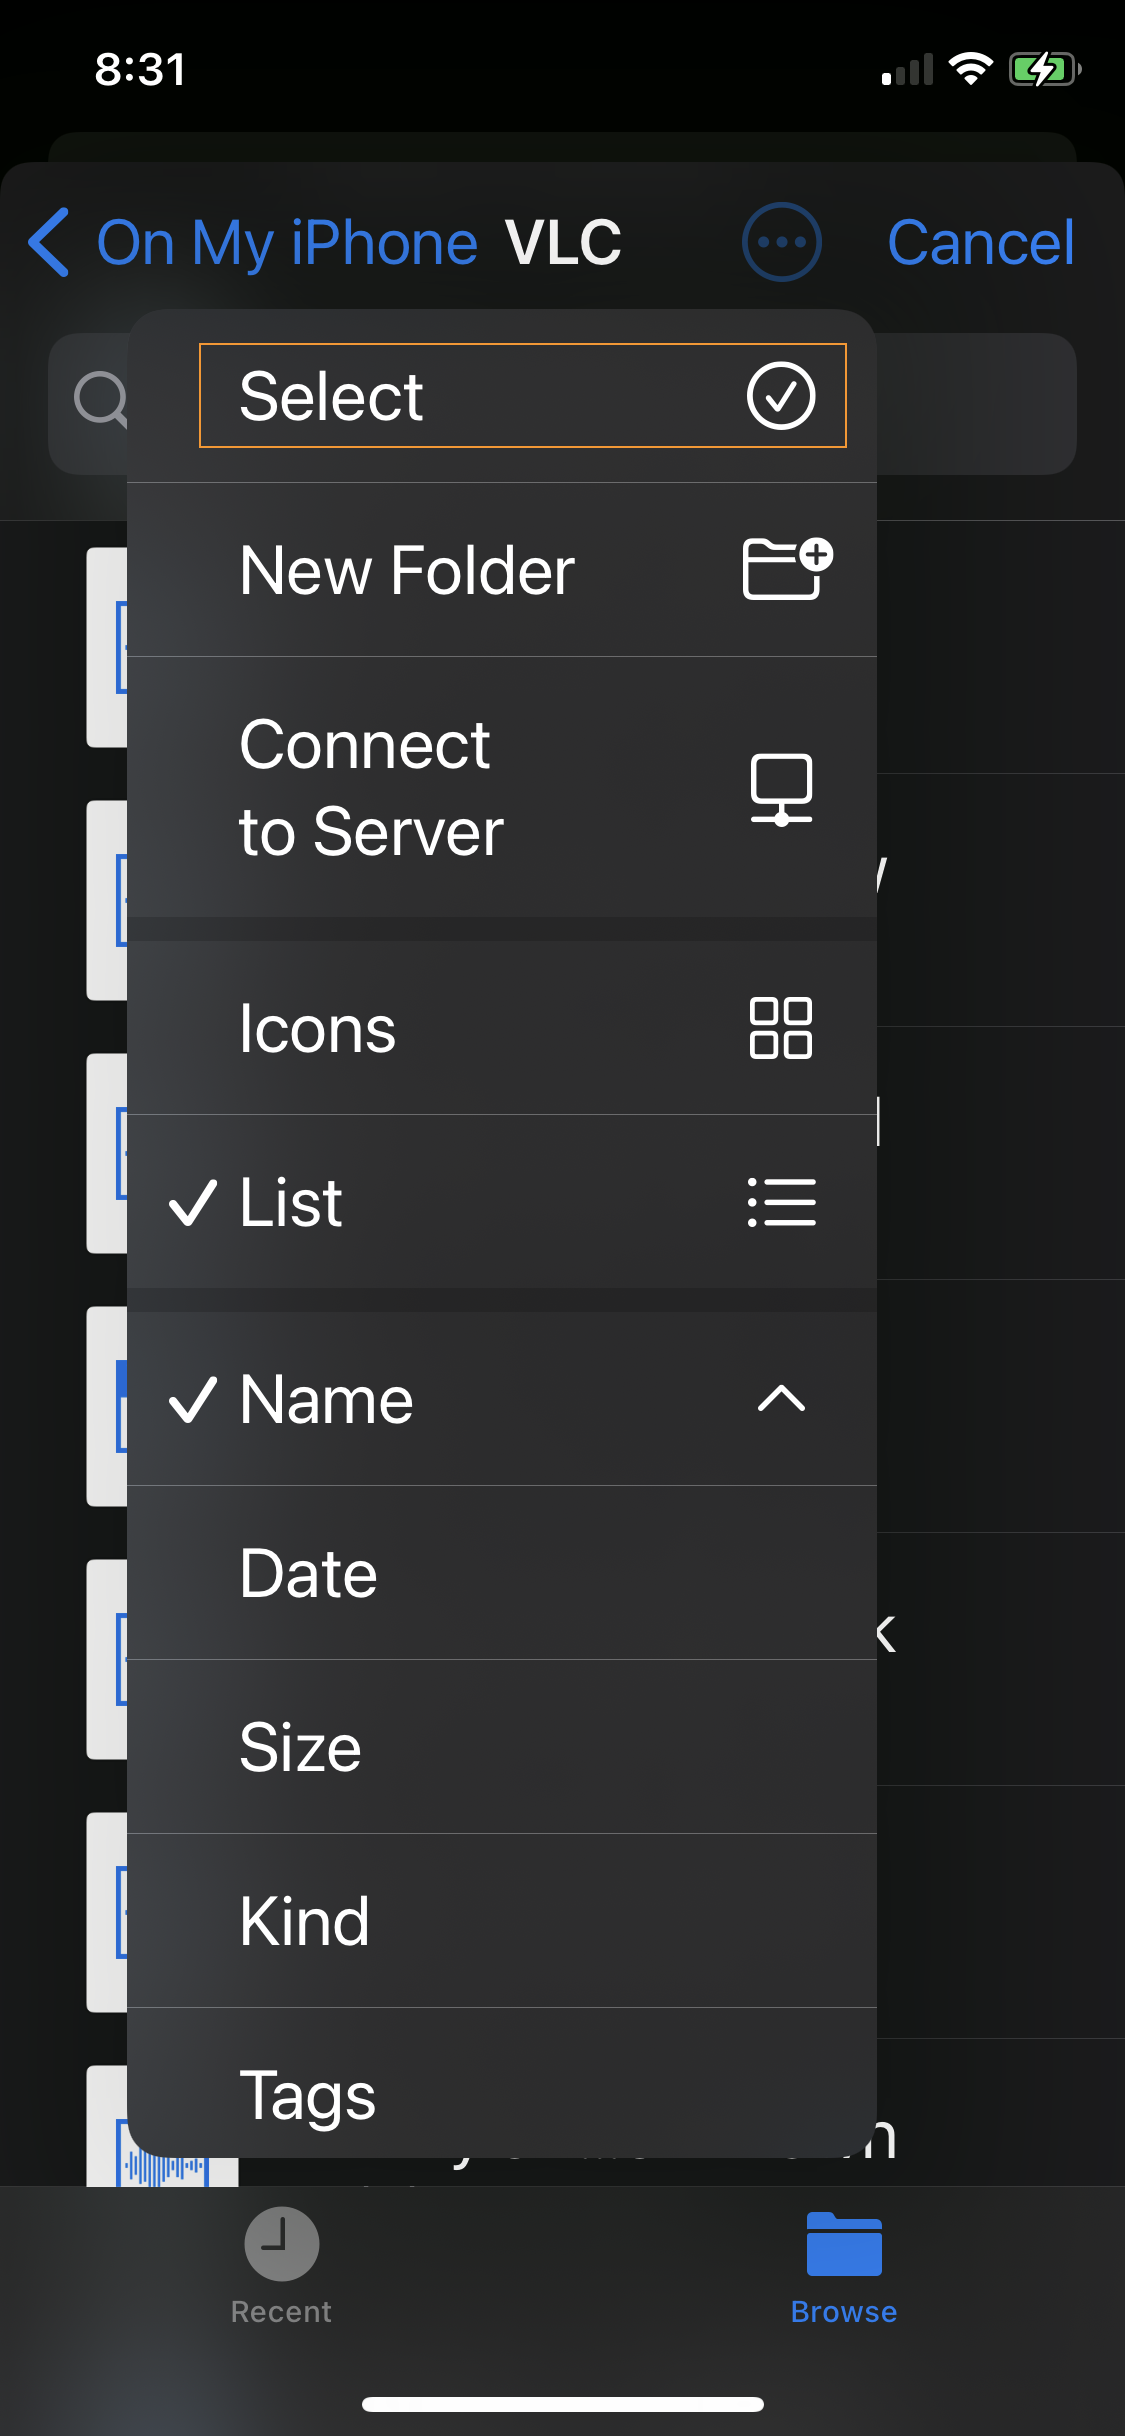 8:31
On My iPhone VLC Cancel
Select
New Folder
Connect
to Server
Icons
List
Name
Date
Size
Kind
Tags
Recent
Browse